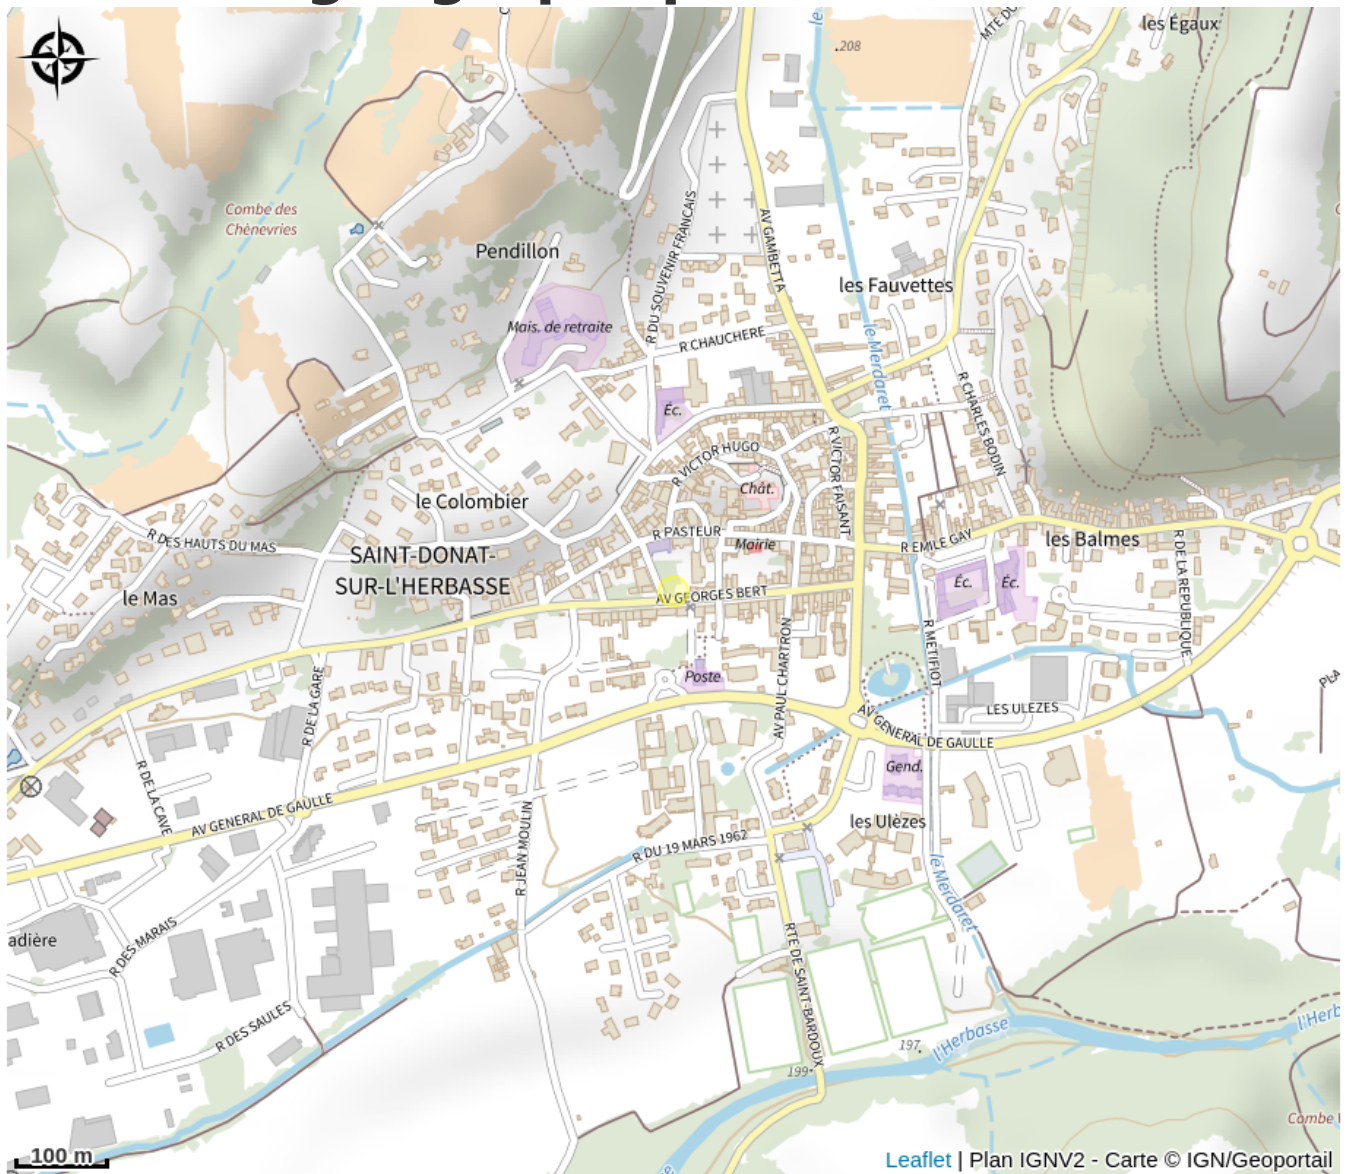 les Égaux
MTE DU
208
Combe des
Chènevries
Pendillon
R DU SOUVENIR FRANCAIS
AV GAMBETTA
les Fauvettes
Mais. de retraite
R CHAUCHERE
le Merdaret
Éc.
R CHARLES BODIN
R VICTOR HUGO
R VICTOR FAISANT
Chât.
le Colombier
R PASTEUR
Mairie
R EMILE GAY
les Balmes
R DES HAUTS DU MAS
SAINT-DONAT-
SUR-L'HERBASSE
R DE LA REPUBLIQUE
le Mas
AV GEORGES BERT
Éc.
Éc.
R METIFIOT
AV PAUL CHARTRON
Poste
R DE LA GARE
PLA
LES ULEZES
AV GENERAL DE GAULLE
Gend.
R DE LA CAVE
AV GENERAL DE GAULLE
les Ulèzes
R JEAN MOULIN
R DU 19 MARS 1962
le Merdaret
adière
R DES MARAIS
RTE DE SAINT-BARDOUX
R DES SAULES
l'Herbasse
l'Herb
197
199
Combe
100 m
Leaflet | Plan IGNV2 - Carte © IGN/Geoportail